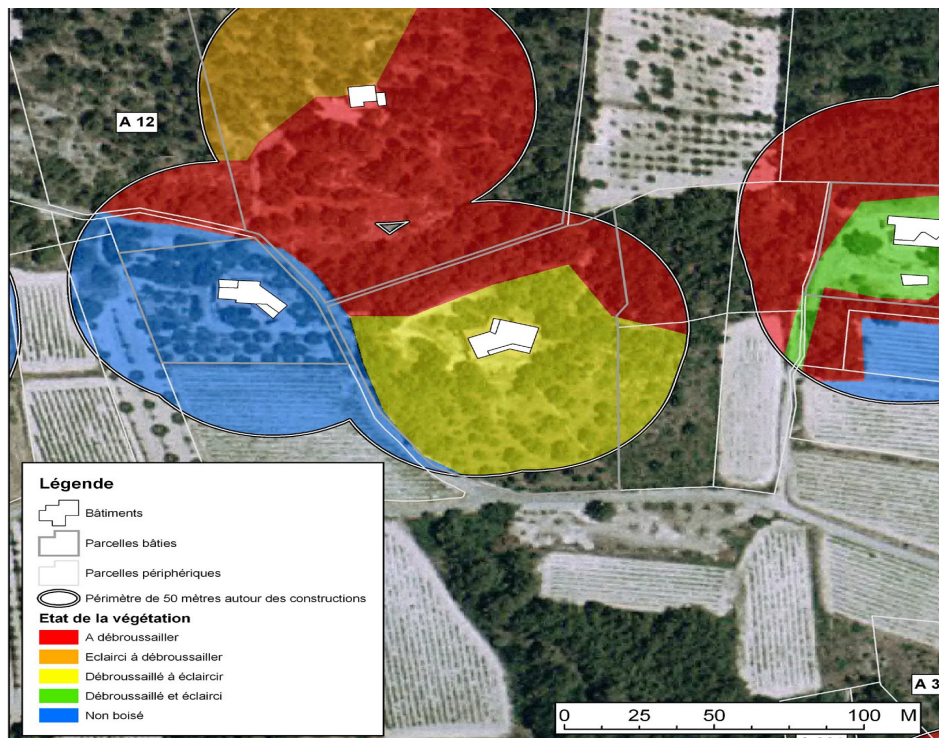 A 12
Légende
Bâtiments
Parcelles bâties
Parcelles périphériques
Périmètre de 50 mètres autour des constructions
Etat de la végétation
A débroussailler
Eclairci à débroussailler
Débroussaillé à éclaircir
Débroussaillé et éclairci
Non boisé
A 3
0 25 50 100 M